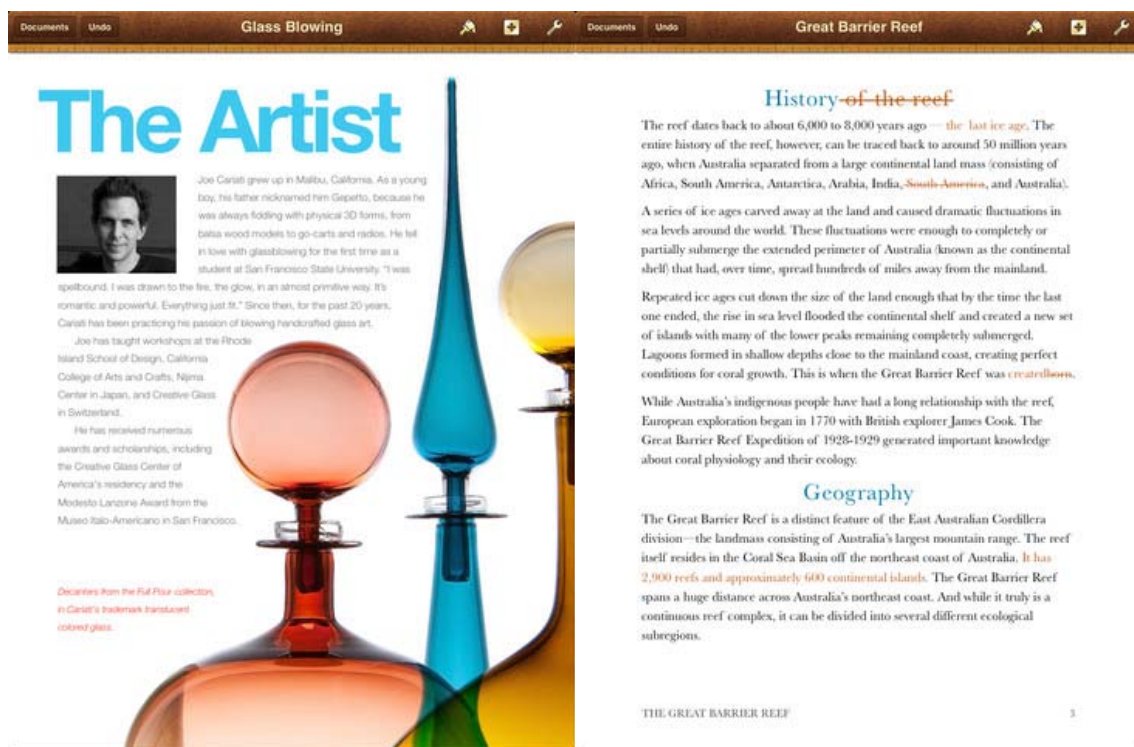 Documents Undo Glass Blowing
The Artist
Joe Cariati grew up in Malibu, California. As a young
boy, his father nicknamed him Gepetto, because he
was always fiddling with physical 3D forms, from
balsa wood models to go-carts and radios. He fell
in love with glassblowing for the first time as a
student at San Francisco State University. "I was
spellbound. I was drawn to the fire, the glow, in an almost primitive way. It's
romantic and powerful. Everything just fit." Since then, for the past 20 years,
Cariati has been practicing his passion of blowing handcrafted glass art.
Joe has taught workshops at the Rhode
Island School of Design, California
College of Arts and Crafts, Nijima
Center in Japan, and Creative Glass
in Switzerland.
He has received numerous
awards and scholarships, including
the Creative Glass Center of
America's residency and the
Modesto Lanzone Award from the
Museo Italo-Americano in San Francisco.
Decanters from the Full Pour collection,
in Cariati's trademark translucent
colored glass.
Documents Undo Great Barrier Reef
History of the reef
The reef dates back to about 6,000 to 8,000 years ago — the last ice age. The
entire history of the reef, however, can be traced back to around 50 million years
ago, when Australia separated from a large continental land mass (consisting of
Africa, South America, Antarctica, Arabia, India, South America, and Australia).
A series of ice ages carved away at the land and caused dramatic fluctuations in
sea levels around the world. These fluctuations were enough to completely or
partially submerge the extended perimeter of Australia (known as the continental
shelf) that had, over time, spread hundreds of miles away from the mainland.
Repeated ice ages cut down the size of the land enough that by the time the last
one ended, the rise in sea level flooded the continental shelf and created a new set
of islands with many of the lower peaks remaining completely submerged.
Lagoons formed in shallow depths close to the mainland coast, creating perfect
conditions for coral growth. This is when the Great Barrier Reef was createdborn.
While Australia's indigenous people have had a long relationship with the reef,
European exploration began in 1770 with British explorer James Cook. The
Great Barrier Reef Expedition of 1928-1929 generated important knowledge
about coral physiology and their ecology.
Geography
The Great Barrier Reef is a distinct feature of the East Australian Cordillera
division—the landmass consisting of Australia's largest mountain range. The reef
itself resides in the Coral Sea Basin off the northeast coast of Australia. It has
2,900 reefs and approximately 600 continental islands. The Great Barrier Reef
spans a huge distance across Australia's northeast coast. And while it truly is a
continuous reef complex, it can be divided into several different ecological
subregions.
THE GREAT BARRIER REEF 3